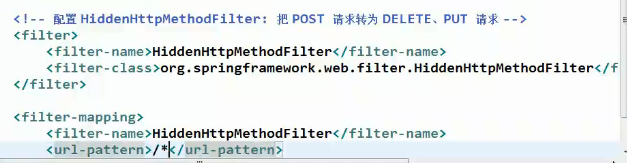 <!-- 配置 HiddenHttpMethodFilter: 把 POST 请求转为 DELETE、PUT 请求 -->
<filter>
<filter-name>HiddenHttpMethodFilter</filter-name>
<filter-class>org.springframework.web.filter.HiddenHttpMethodFilter</f
</filter>
<filter-mapping>
<filter-name>HiddenHttpMethodFilter</filter-name>
<url-pattern>/*</url-pattern>